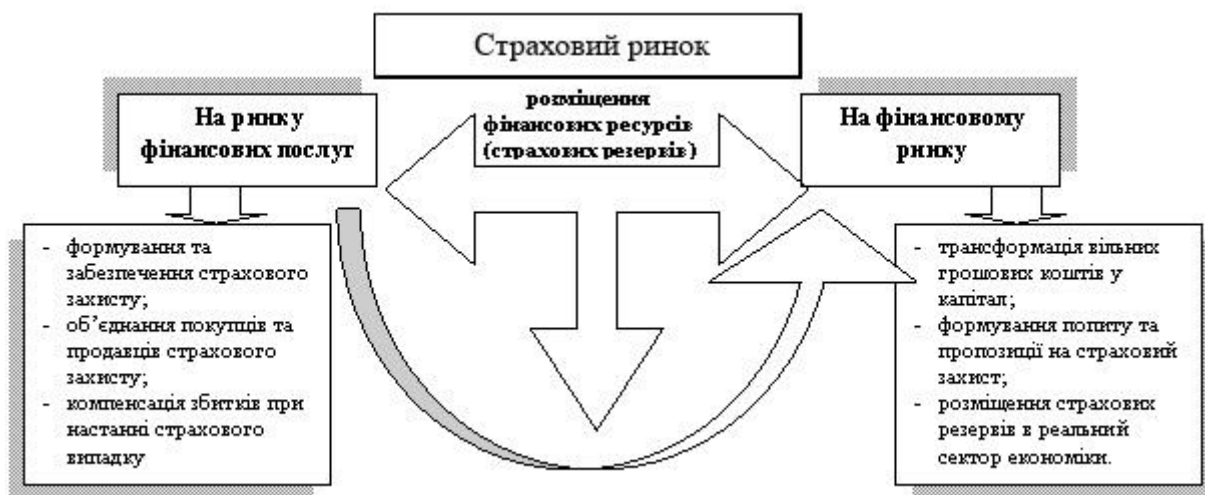 Страховий ринок
На ринку
фінансових послуг
розміщення
фінансових ресурсів
(страхових резервів)
На фінансовому
ринку
- формування та
забезпечення страхового
захисту;
- об’єднання покупців та
продавців страхового
захисту;
- компенсація збитків при
настанні страхового
випадку
- трансформація вільних
грошових коштів у
капітал;
- формування попиту та
пропозиції на страховий
захист;
- розміщення страхових
резервів в реальний
сектор економіки.